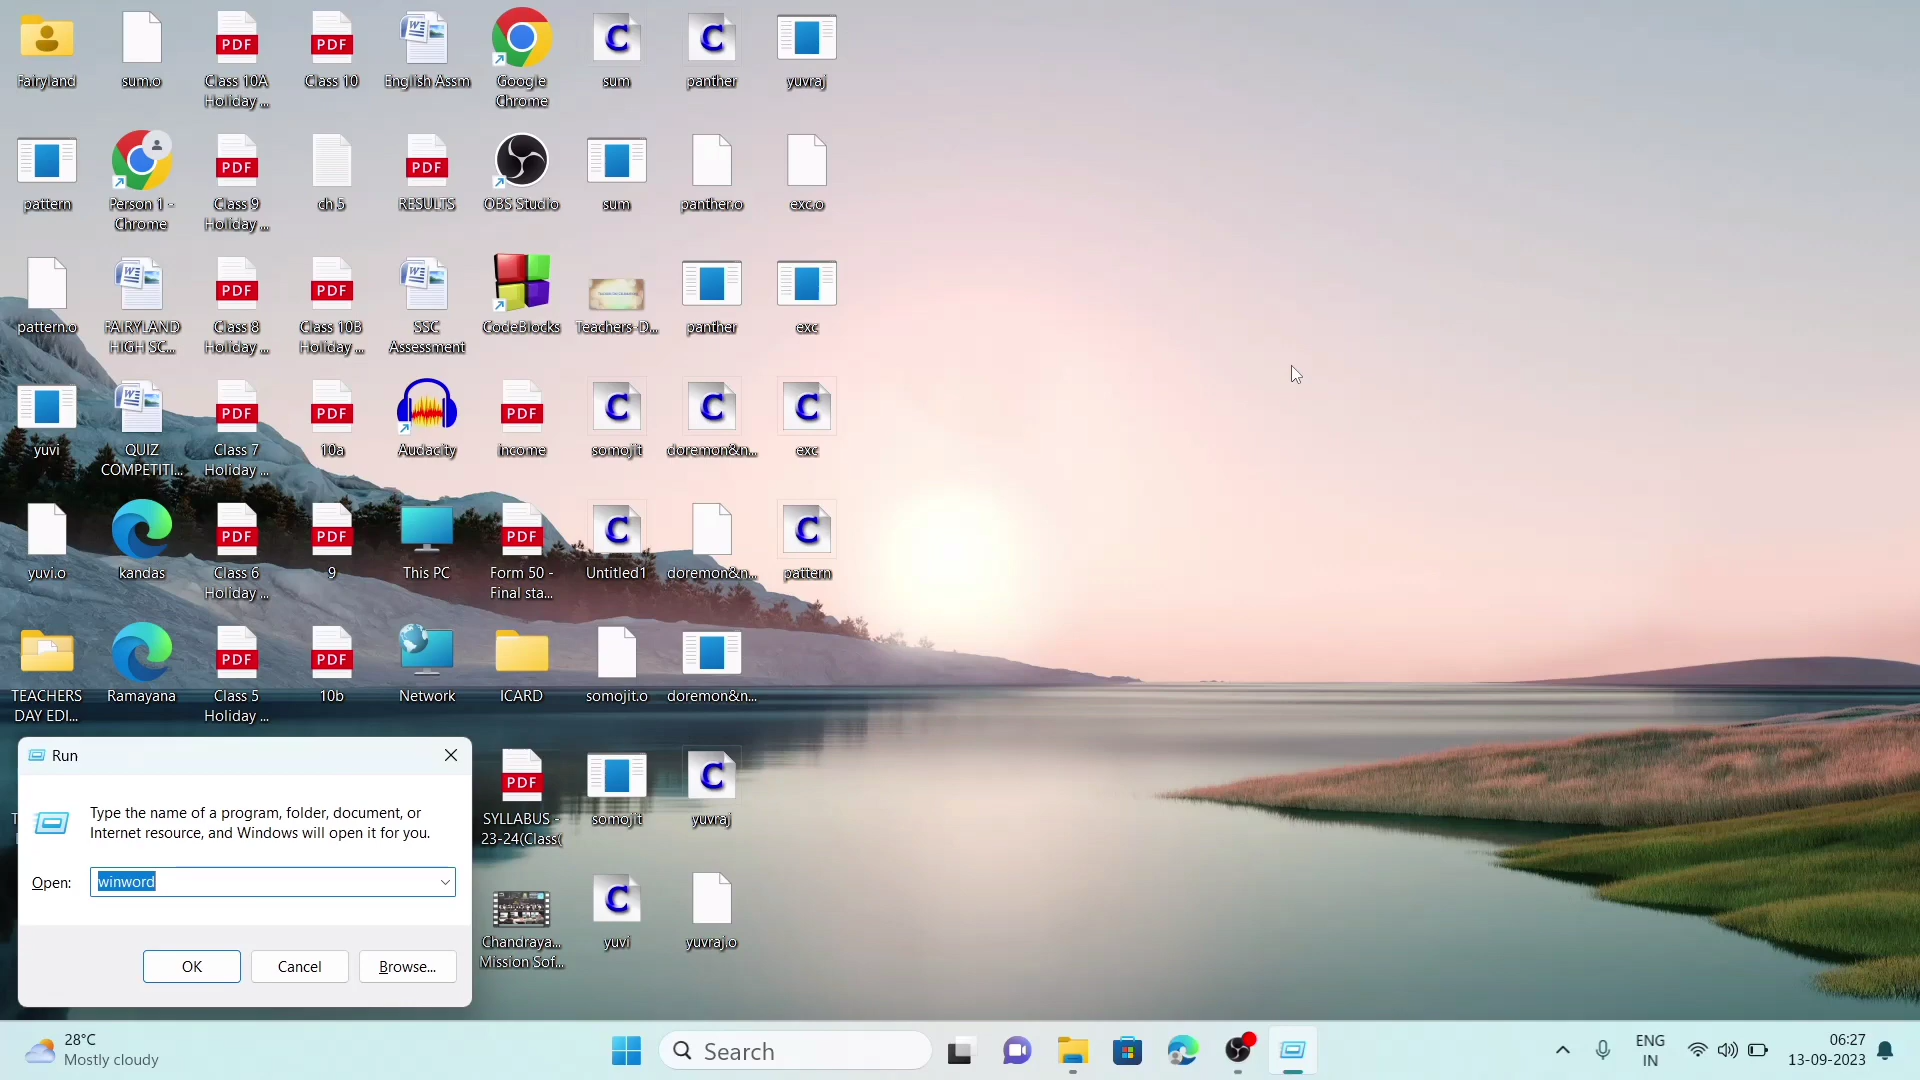 Fairyland
sum.o
Class 10A
Holiday ...
Class 10
English Assm
Google
Chrome
sum
panther
yuvraj
pattern
Person 1 -
Chrome
Class 9
Holiday ...
ch 5
RESULTS
OBS Studio
sum
panther.o
exc.o
pattern.o
FAIRYLAND
HIGH SC...
Class 8
Holiday ...
Class 10B
Holiday ...
SSC
Assessment
CodeBlocks
Teachers-D...
panther
exc
yuvi
QUIZ
COMPETITI...
Class 7
Holiday ...
10a
Audacity
income
somojit
doremon&n...
exc
yuvi.o
kandas
Class 6
Holiday ...
9
This PC
Form 50 -
Final sta...
Untitled1
doremon&n...
pattern
TEACHERS
DAY EDI...
Ramayana
Class 5
Holiday ...
10b
Network
ICARD
somojit.o
doremon&n...
SYLLABUS -
23-24(Class(
somojit
yuvraj
Chandraya...
Mission Sof...
yuvi
yuvraj.o
Run
Type the name of a program, folder, document, or
Internet resource, and Windows will open it for you.
Open:
winword
OK
Cancel
Browse...
28°C
Mostly cloudy
Search
ENG
IN
06:27
13-09-2023